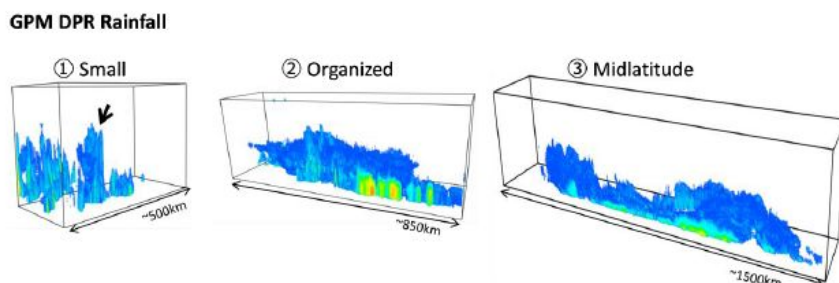 GPM DPR Rainfall
① Small
② Organized
③ Midlatitude
~500km
~850km
~1500km